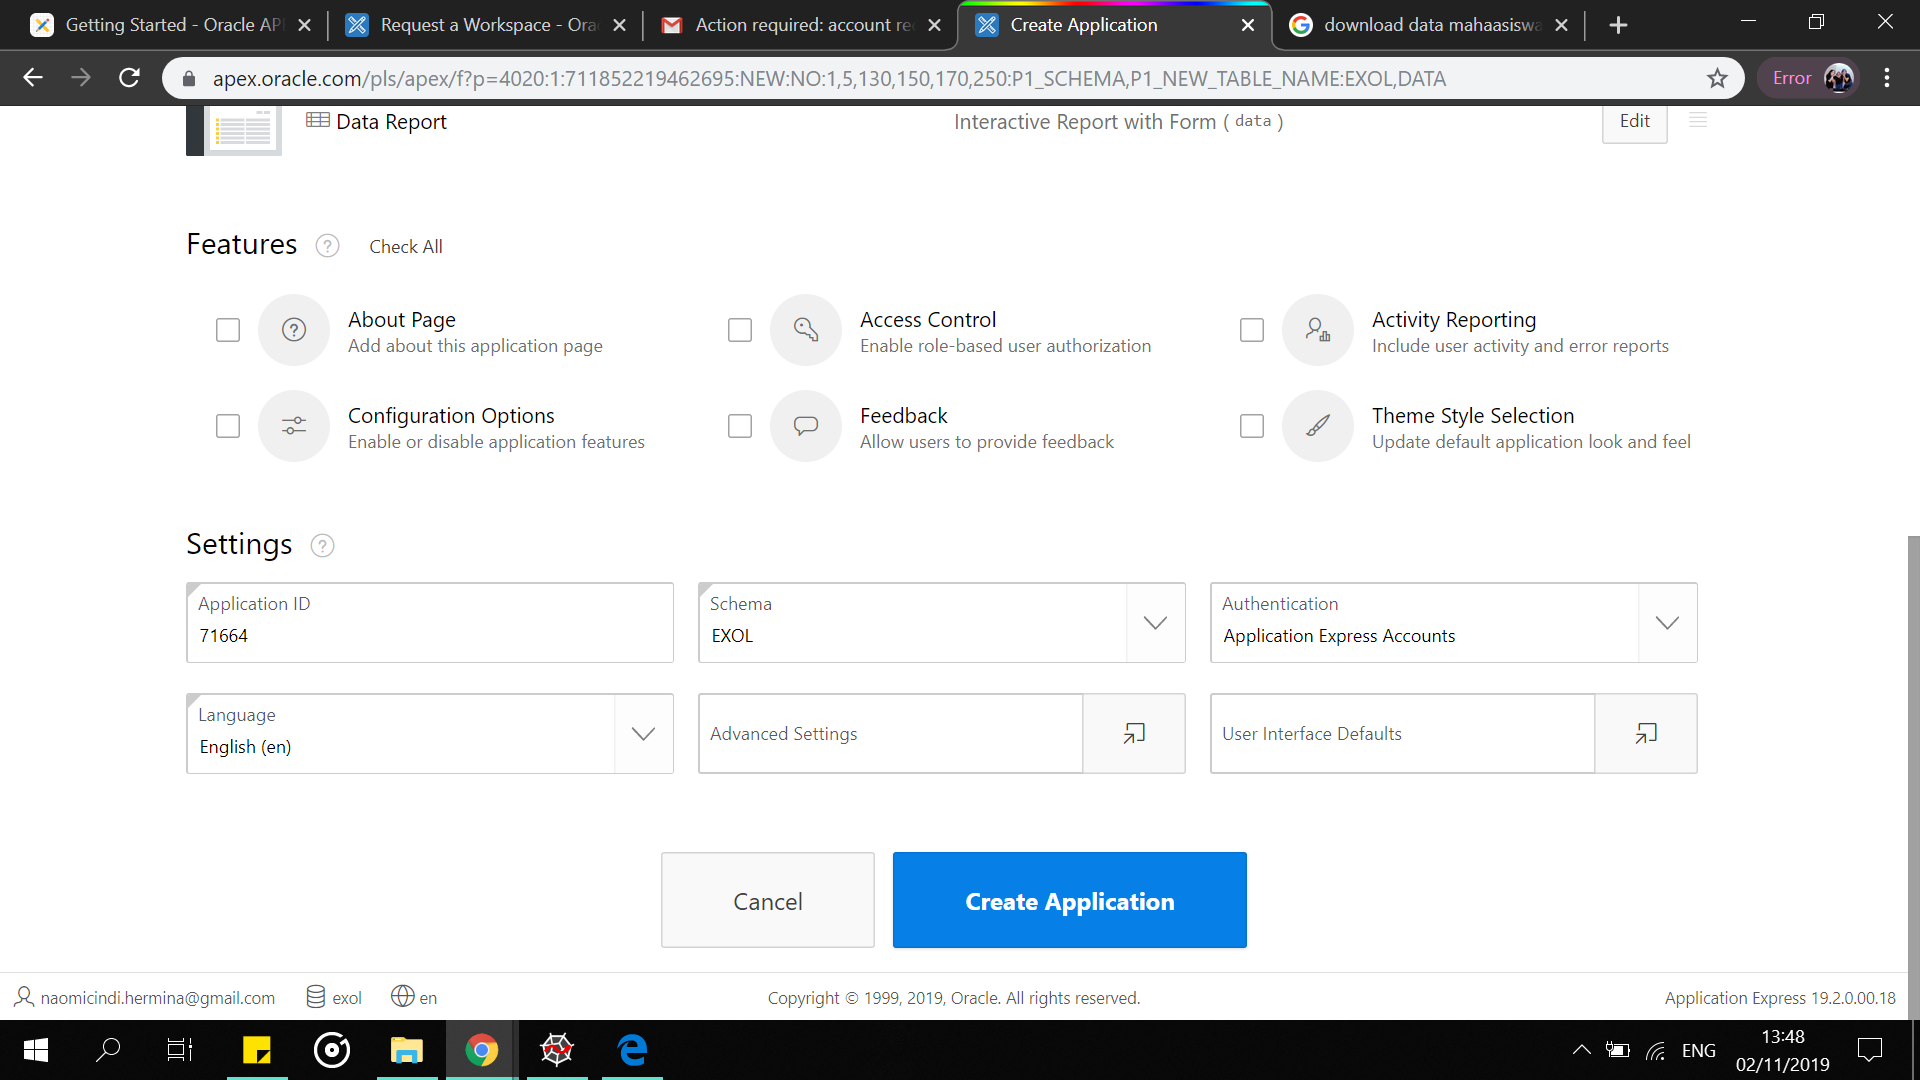 Getting Started - Oracle AP
Request a Workspace - Ora
Action required: account re
Create Application
download data mahaasiswa
apex.oracle.com/pls/apex/f?p=4020:1:711852219462695:NEW:NO:1,5,130,150,170,250:P1_SCHEMA,P1_NEW_TABLE_NAME:EXOL,DATA
Error
Data Report
Interactive Report with Form ( data )
Edit
Features ? Check All
About Page
Add about this application page
Access Control
Enable role-based user authorization
Activity Reporting
Include user activity and error reports
Configuration Options
Enable or disable application features
Feedback
Allow users to provide feedback
Theme Style Selection
Update default application look and feel
Settings ?
Application ID
71664
Schema
EXOL
Authentication
Application Express Accounts
Language
English (en)
Advanced Settings
User Interface Defaults
Cancel
Create Application
naomicindi.hermina@gmail.com
exol
en
Copyright © 1999, 2019, Oracle. All rights reserved.
Application Express 19.2.0.00.18
ENG
13:48
02/11/2019